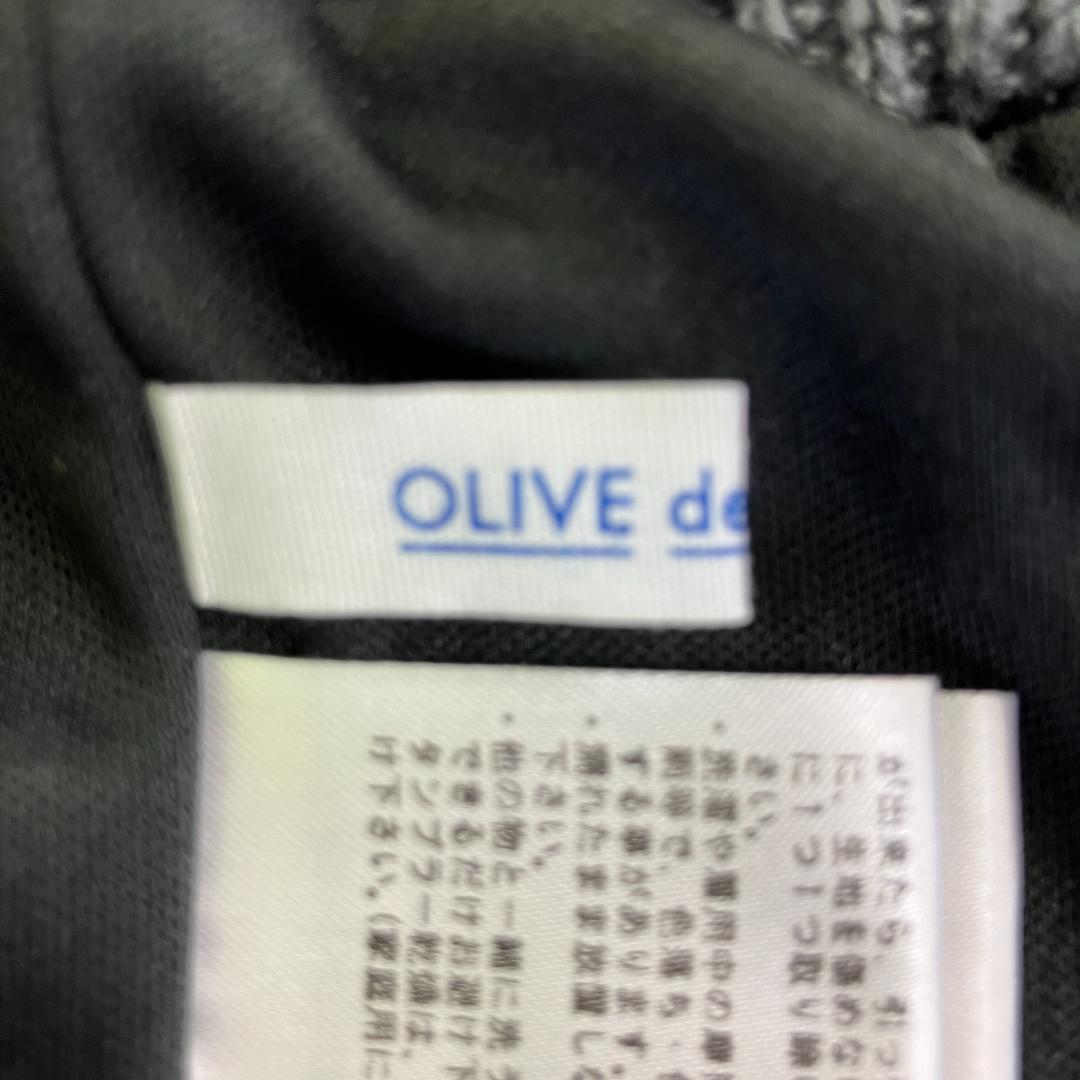 OLIVE de
が出来たら、引っ
に、生地を傷めな
に1つ1つ取り除
さい。
・洗濯や着用中の摩
擦等で、色落ち・
する事があります。
・濡れたまま放置しな
下さい。
・他の物と一緒に洗う
できるだけお避け下
タンブラー乾燥は、
け下さい。(家庭用に